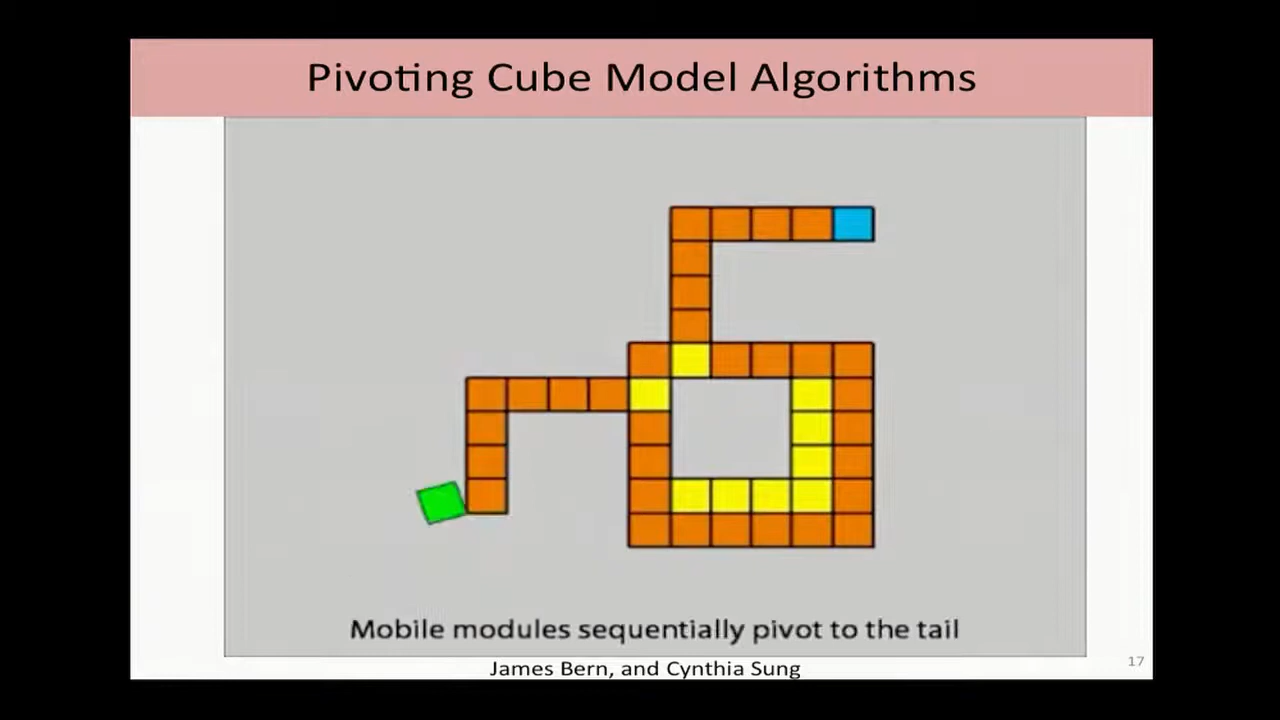 Pivoting Cube Model Algorithms
Mobile modules sequentially pivot to the tail
James Bern, and Cynthia Sung
17